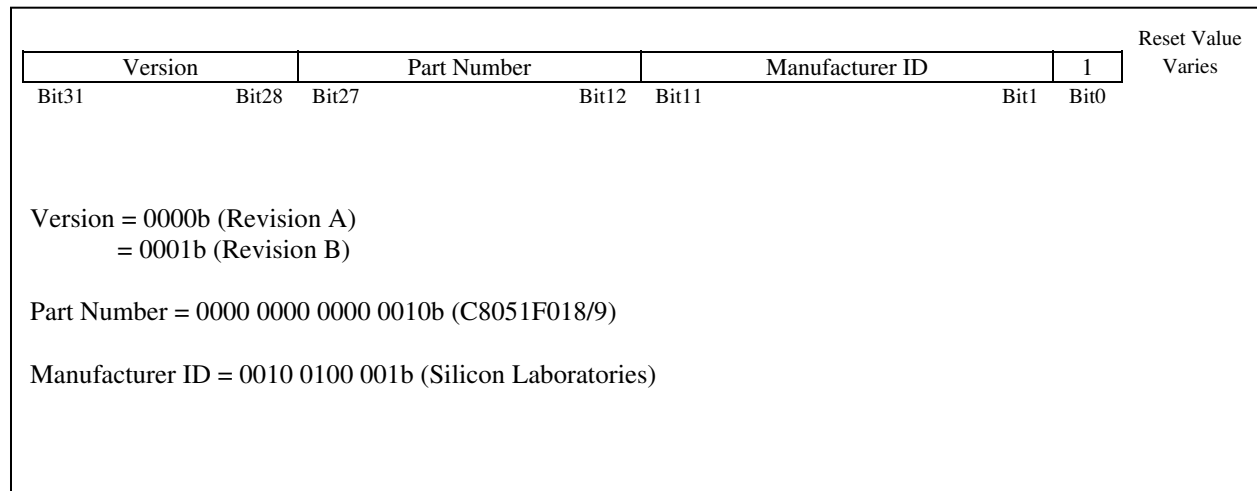 Reset Value
Version Part Number Manufacturer ID 1 Varies
Bit31 Bit28 Bit27 Bit12 Bit11 Bit1 Bit0
Version = 0000b (Revision A)
= 0001b (Revision B)
Part Number = 0000 0000 0000 0010b (C8051F018/9)
Manufacturer ID = 0010 0100 001b (Silicon Laboratories)